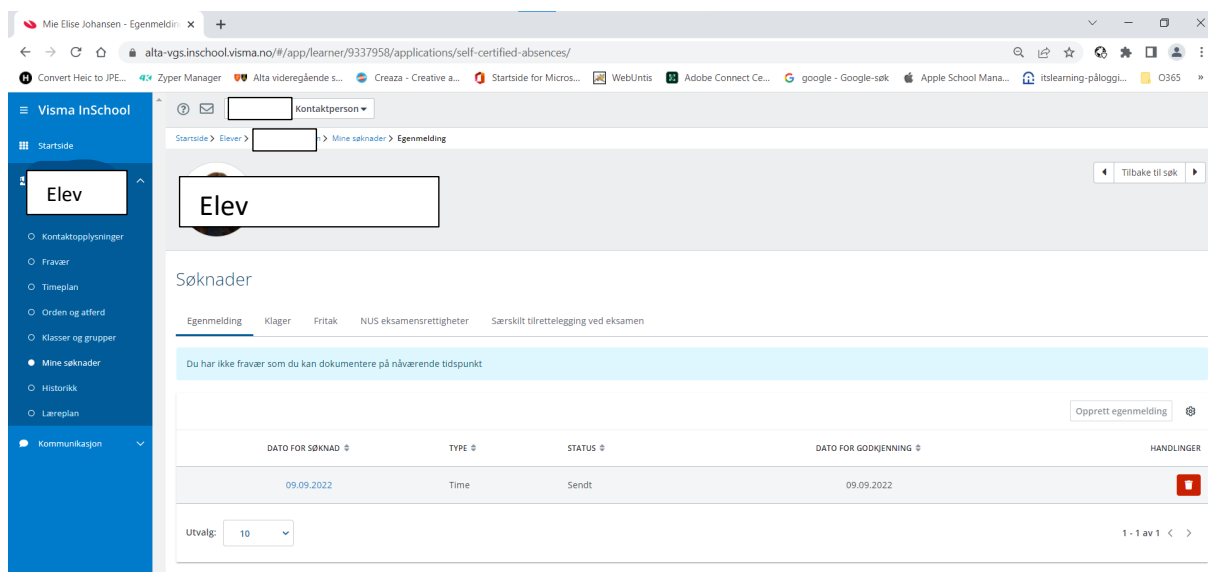 Mie Elise Johansen - Egenmeldin
alta-vgs.inschool.visma.no/#/app/learner/9337958/applications/self-certified-absences/
Convert Heic to JPE... Zyper Manager Alta videregående s... Creaza - Creative a... Startside for Micros... WebUntis Adobe Connect Ce... google - Google-søk Apple School Mana... itslearning-påloggi... O365 »
Visma InSchool
Kontaktperson
Startside > Elever > n > Mine søknader > Egenmelding
Startside
Elev
Elev
Tilbake til søk
Kontaktopplysninger
Fravær
Timeplan
Orden og atferd
Klasser og grupper
Mine søknader
Historikk
Læreplan
Kommunikasjon
Søknader
Egenmelding Klager Fritak NUS eksamensrettigheter Særskilt tilrettelegging ved eksamen
Du har ikke fravær som du kan dokumentere på nåværende tidspunkt
Opprett egenmelding
DATO FOR SØKNAD TYPE STATUS DATO FOR GODKJENNING HANDLINGER
09.09.2022 Time Sendt 09.09.2022
Utvalg: 10
1 - 1 av 1 < >